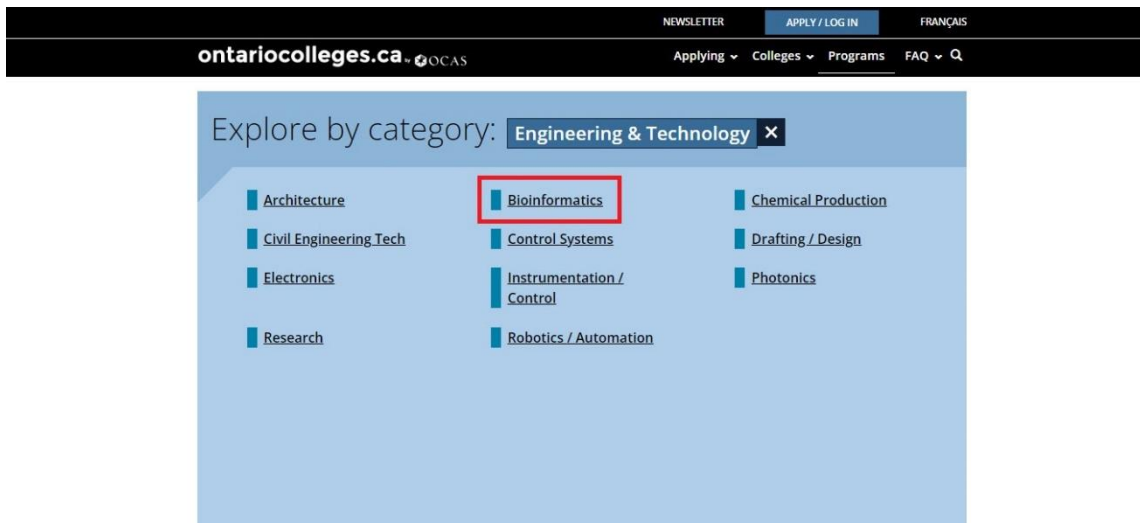 NEWSLETTER APPLY / LOG IN FRANÇAIS
ontariocolleges.ca by OCAS Applying Colleges Programs FAQ
Explore by category: Engineering & Technology X
Architecture Bioinformatics Chemical Production
Civil Engineering Tech Control Systems Drafting / Design
Electronics Instrumentation / Photonics
Control
Research Robotics / Automation